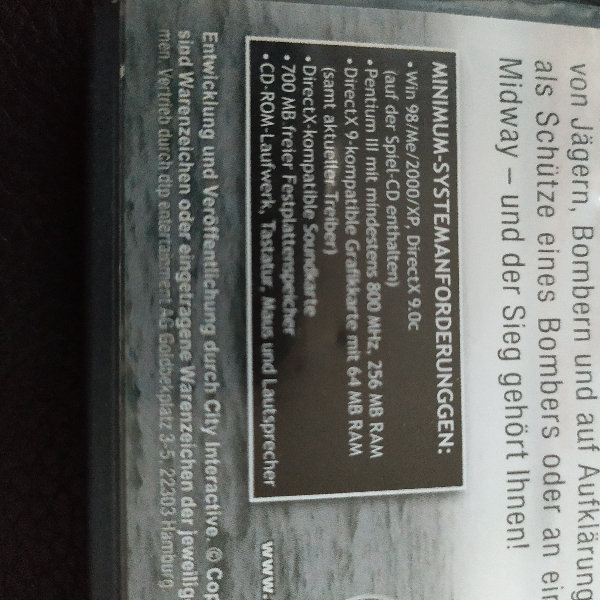 von Jägern, Bombern und auf Aufklärung
als Schütze eines Bombers oder an ein
Midway – und der Sieg gehört Ihnen!
MINIMUM-SYSTEMANFORDERUNGGEN:
• Win 98/Me/2000/XP, DirectX 9.0c
(auf der Spiel-CD enthalten)
• Pentium III mit mindestens 800 MHz, 256 MB RAM
• DirectX 9-kompatible Grafikkarte mit 64 MB RAM
(samt aktueller Treiber)
• DirectX-kompatible Soundkarte
• 700 MB freier Festplattenspeicher
• CD-ROM-Laufwerk, Tastatur, Maus und Lautsprecher
www.
Entwicklung und Veröffentlichung durch City Interactive. © Cop
sind Warenzeichen oder eingetragene Warenzeichen der jeweilige
men. Vertrieb durch dtp entertainment AG Goldbekplatz 3-5, 22303 Hamburg